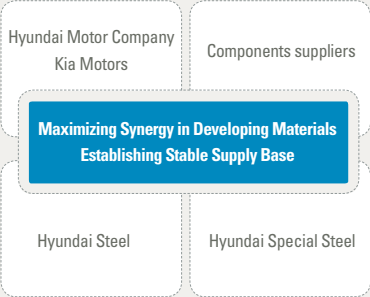 Hyundai Motor Company
Kia Motors
Components suppliers
Maximizing Synergy in Developing Materials
Establishing Stable Supply Base
Hyundai Steel
Hyundai Special Steel